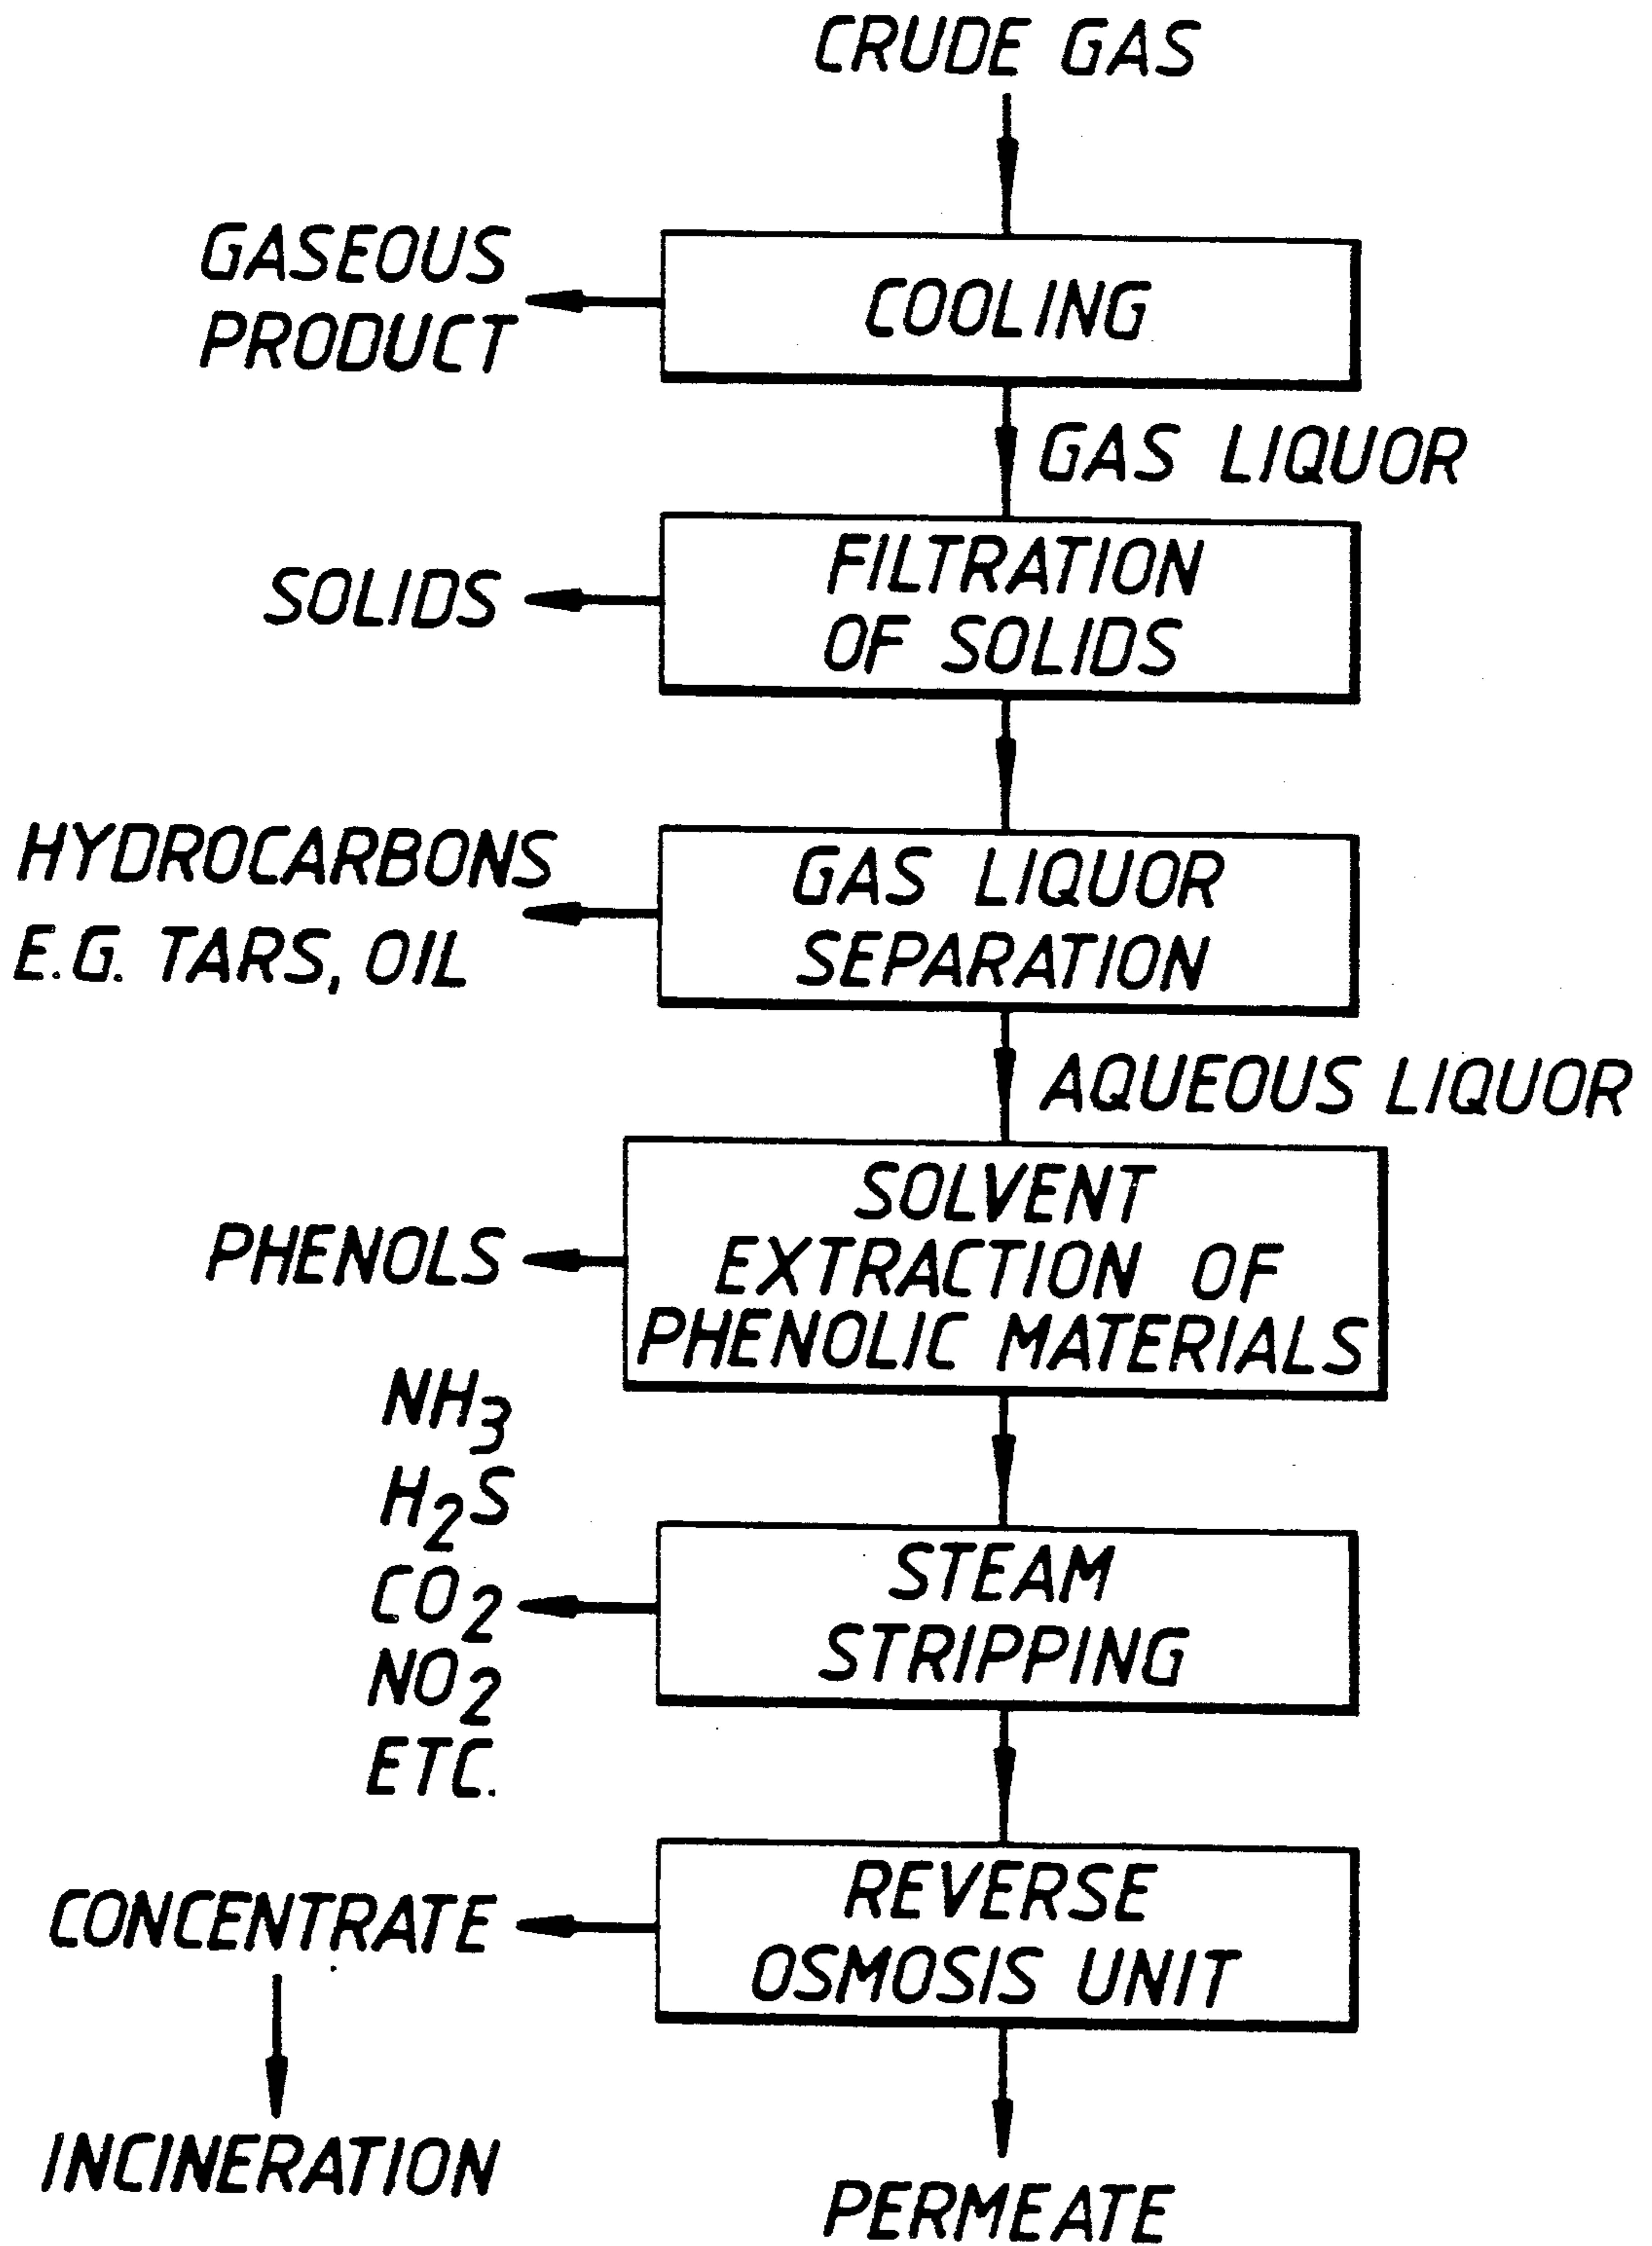 CRUDE GAS
GASEOUS
PRODUCT
COOLING
GAS LIQUOR
SOLIDS
FILTRATION
OF SOLIDS
HYDROCARBONS
E.G. TARS, OIL
GAS LIQUOR
SEPARATION
AQUEOUS LIQUOR
PHENOLS
SOLVENT
EXTRACTION OF
PHENOLIC MATERIALS
NH₃
H₂S
CO₂
NO₂
ETC.
STEAM
STRIPPING
CONCENTRATE
REVERSE
OSMOSIS UNIT
INCINERATION
PERMEATE